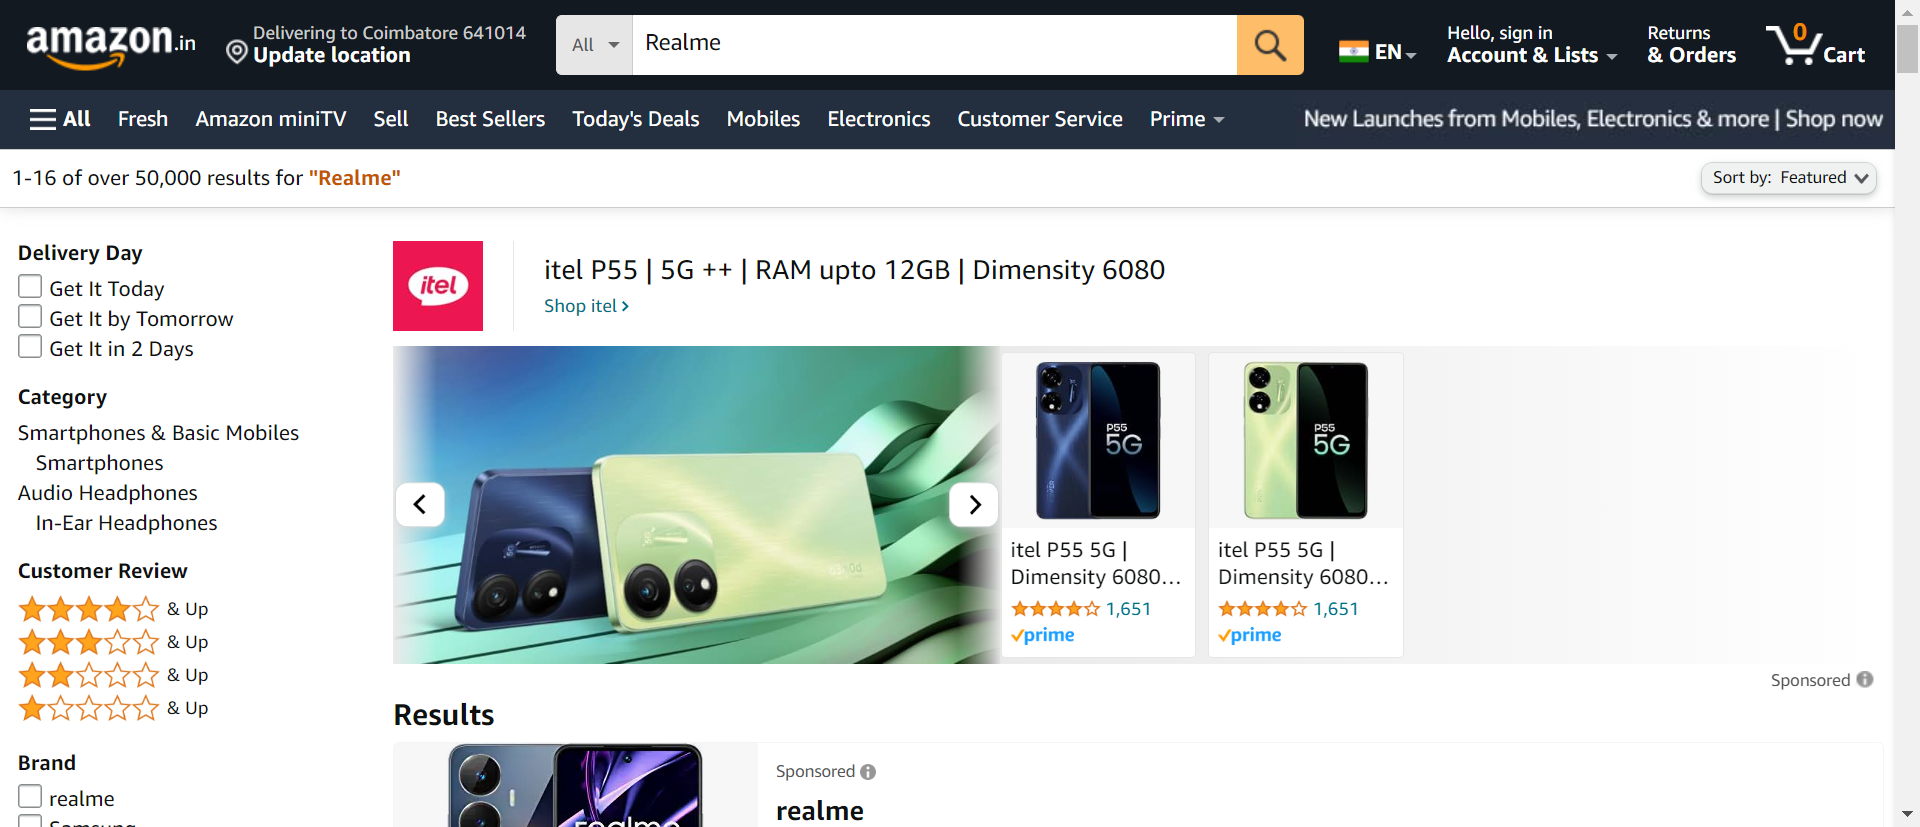 amazon.in
Delivering to Coimbatore 641014
Update location
All
Realme
EN
Hello, sign in
Account & Lists
Returns
& Orders
0
Cart
All
Fresh
Amazon miniTV
Sell
Best Sellers
Today's Deals
Mobiles
Electronics
Customer Service
Prime
New Launches from Mobiles, Electronics & more | Shop now
1-16 of over 50,000 results for "Realme"
Sort by: Featured
Delivery Day
Get It Today
Get It by Tomorrow
Get It in 2 Days
Category
Smartphones & Basic Mobiles
Smartphones
Audio Headphones
In-Ear Headphones
Customer Review
& Up
& Up
& Up
& Up
Brand
realme
Samsung
itel
itel P55 | 5G ++ | RAM upto 12GB | Dimensity 6080
Shop itel
P55
5G
P55
5G
itel P55 5G |
Dimensity 6080...
1,651
prime
itel P55 5G |
Dimensity 6080...
1,651
prime
Sponsored
Results
realme
Sponsored
realme